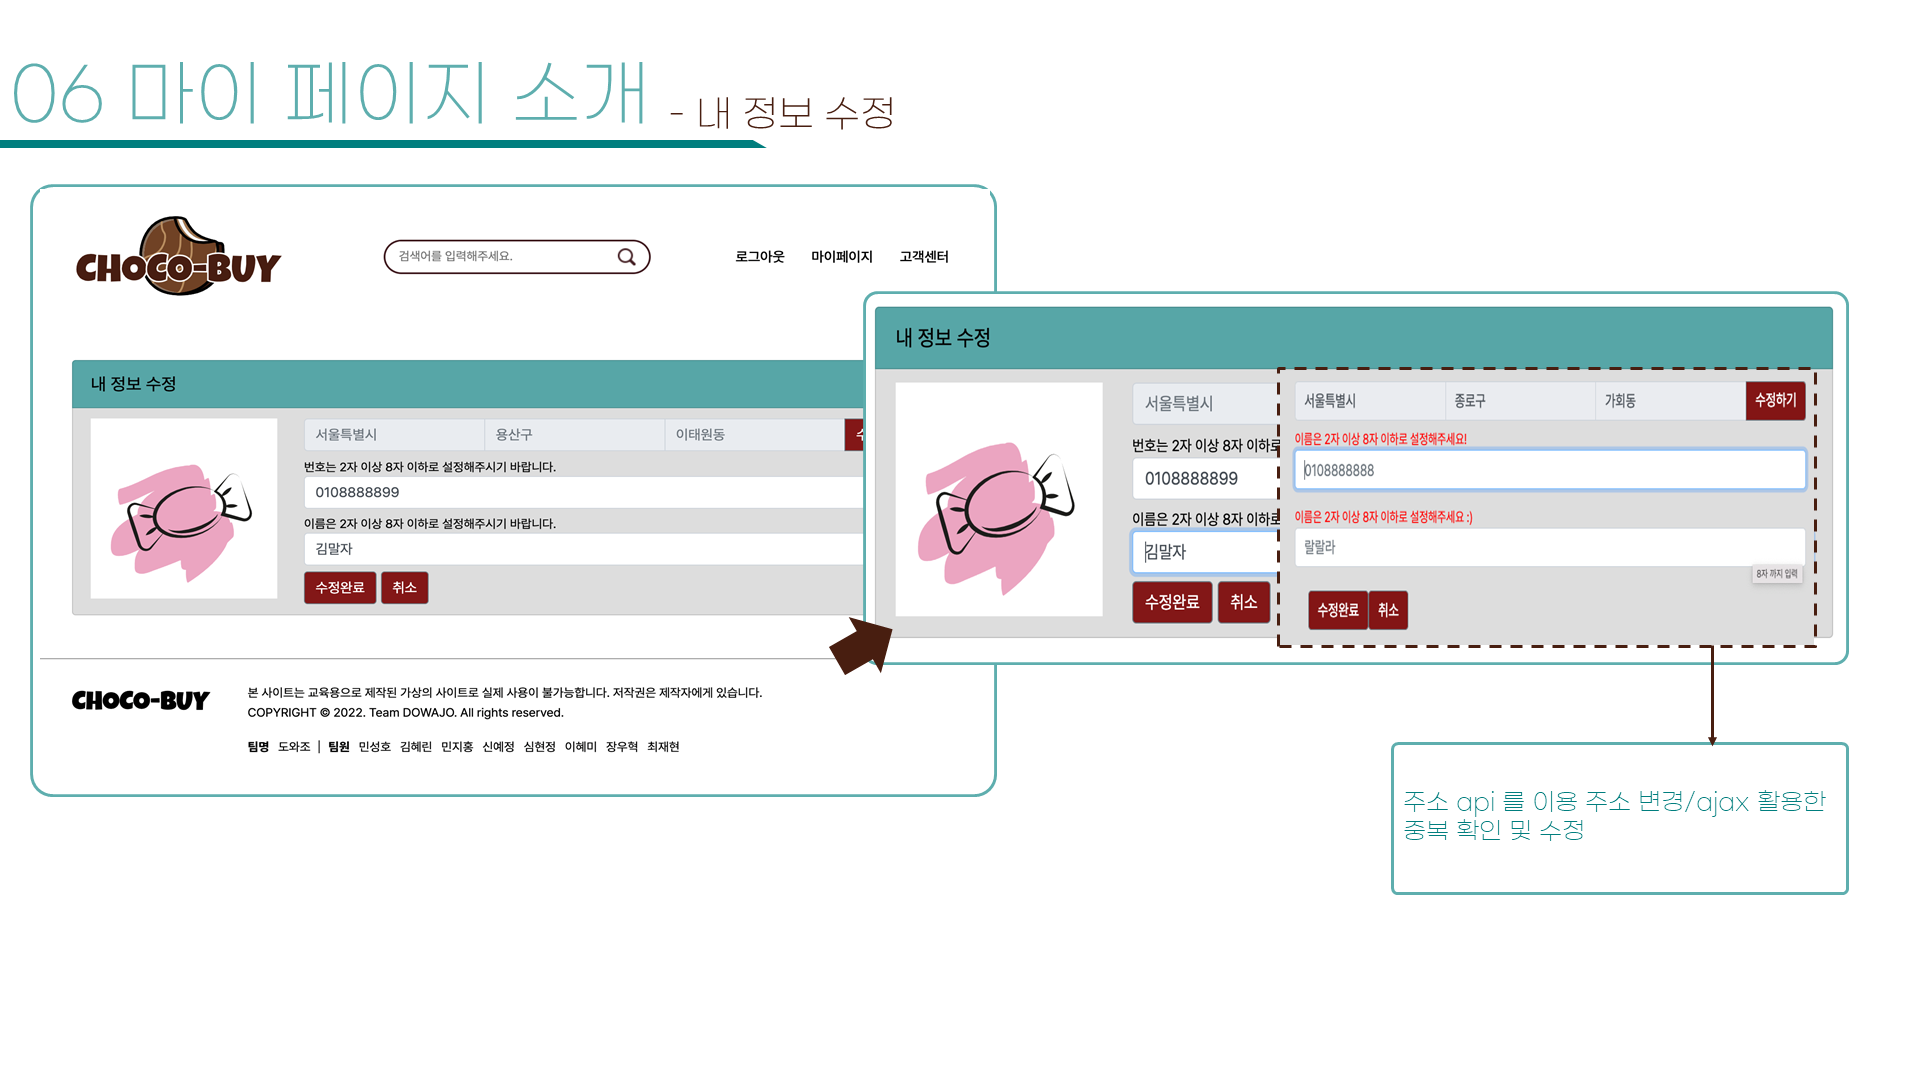 06 마이 페이지 소개 - 내 정보 수정
CHOCO-BUY
검색어를 입력해주세요.
로그아웃 마이페이지 고객센터
내 정보 수정
서울특별시 용산구 이태원동
번호는 2자 이상 8자 이하로 설정해주시기 바랍니다.
0108888899
이름은 2자 이상 8자 이하로 설정해주시기 바랍니다.
김말자
수정완료 취소
CHOCO-BUY
본 사이트는 교육용으로 제작된 가상의 사이트로 실제 사용이 불가능합니다. 저작권은 제작자에게 있습니다.
COPYRIGHT © 2022. Team DOWAJO. All rights reserved.
팀명 도와조 | 팀원 민성호 김혜린 민지홍 신예정 심현정 이혜미 장우혁 최재현
내 정보 수정
서울특별시
번호는 2자 이상 8자 이하로
0108888899
이름은 2자 이상 8자 이하로
김말자
수정완료 취소
서울특별시 종로구 가회동 수정하기
이름은 2자 이상 8자 이하로 설정해주세요!
0108888888
이름은 2자 이상 8자 이하로 설정해주세요 :)
랄랄라
8자 까지 입력
수정완료 취소
주소 api 를 이용 주소 변경/ajax 활용한
중복 확인 및 수정